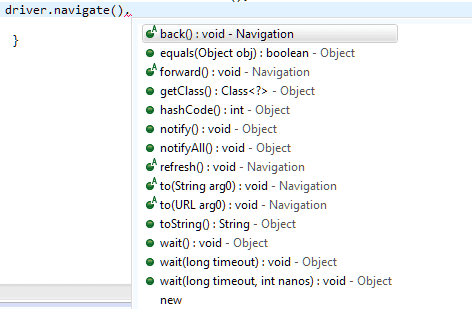 driver.navigate(),
}
back() : void - Navigation
equals(Object obj) : boolean - Object
forward() : void - Navigation
getClass() : Class<?> - Object
hashCode() : int - Object
notify() : void - Object
notifyAll() : void - Object
refresh() : void - Navigation
to(String arg0) : void - Navigation
to(URL arg0) : void - Navigation
toString() : String - Object
wait() : void - Object
wait(long timeout) : void - Object
wait(long timeout, int nanos) : void - Object
new